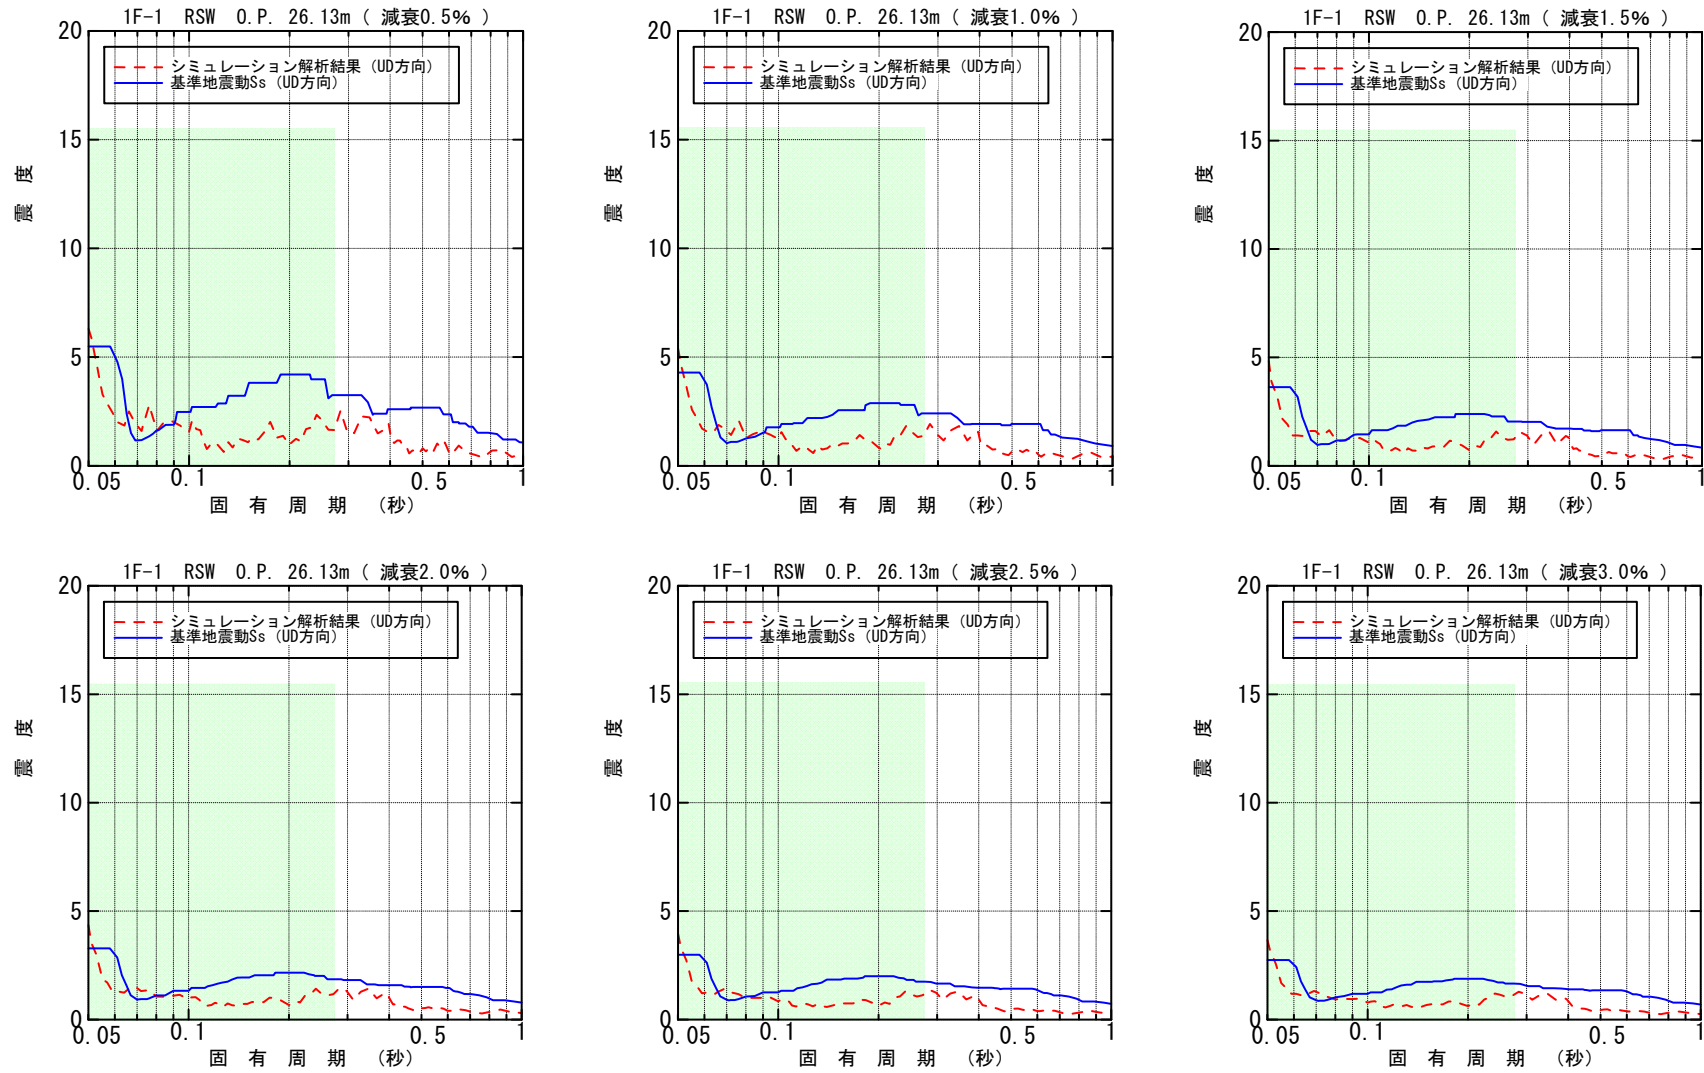 1F-1 RSW O.P. 26.13m ( 減衰0.5% )
20
15
10
5
0
震 度
シミュレーション解析結果 (UD方向)
基準地震動Ss (UD方向)
0.05
0.1
0.5
1
固 有 周 期 (秒)
1F-1 RSW O.P. 26.13m ( 減衰1.0% )
20
15
10
5
0
震 度
シミュレーション解析結果 (UD方向)
基準地震動Ss (UD方向)
0.05
0.1
0.5
1
固 有 周 期 (秒)
1F-1 RSW O.P. 26.13m ( 減衰1.5% )
20
15
10
5
0
震 度
シミュレーション解析結果 (UD方向)
基準地震動Ss (UD方向)
0.05
0.1
0.5
1
固 有 周 期 (秒)
1F-1 RSW O.P. 26.13m ( 減衰2.0% )
20
15
10
5
0
震 度
シミュレーション解析結果 (UD方向)
基準地震動Ss (UD方向)
0.05
0.1
0.5
1
固 有 周 期 (秒)
1F-1 RSW O.P. 26.13m ( 減衰2.5% )
20
15
10
5
0
震 度
シミュレーション解析結果 (UD方向)
基準地震動Ss (UD方向)
0.05
0.1
0.5
1
固 有 周 期 (秒)
1F-1 RSW O.P. 26.13m ( 減衰3.0% )
20
15
10
5
0
震 度
シミュレーション解析結果 (UD方向)
基準地震動Ss (UD方向)
0.05
0.1
0.5
1
固 有 周 期 (秒)